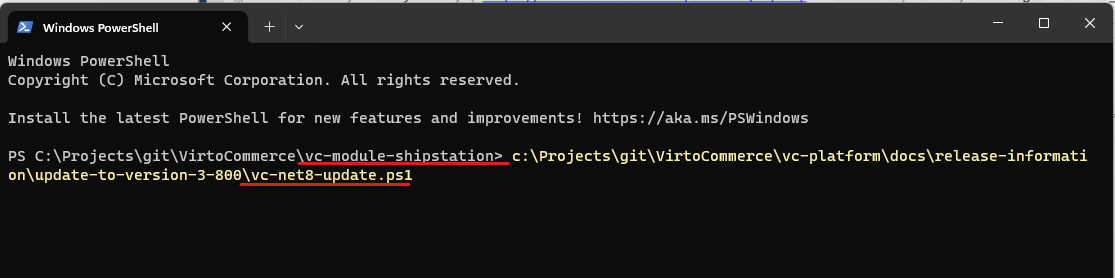 Windows PowerShell
Windows PowerShell
Copyright (C) Microsoft Corporation. All rights reserved.
Install the latest PowerShell for new features and improvements! https://aka.ms/PSWindows
PS C:\Projects\git\VirtoCommerce\vc-module-shipstation> c:\Projects\git\VirtoCommerce\vc-platform\docs\release-informati
on\update-to-version-3-800\vc-net8-update.ps1